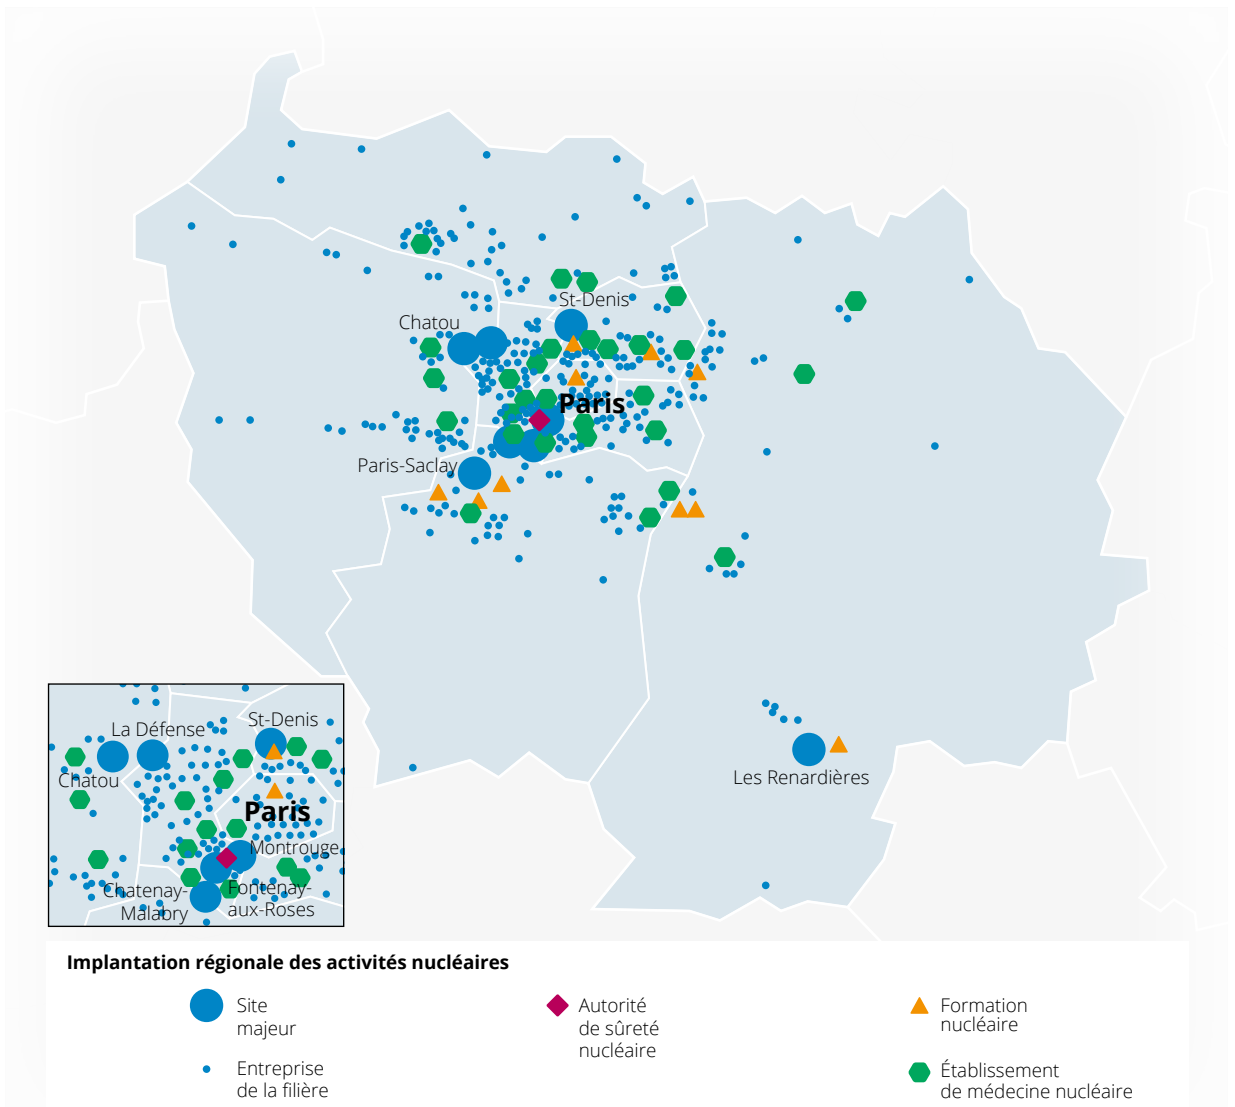 St-Denis
Chatou
Paris
Paris-Saclay
Les Renardières
La Défense
St-Denis
Chatou
Paris
Montrouge
Chatenay-
Malabry
Fontenay-
aux-Roses
Implantation régionale des activités nucléaires
Site
majeur
Entreprise
de la filière
Autorité
de sûreté
nucléaire
Formation
nucléaire
Établissement
de médecine nucléaire